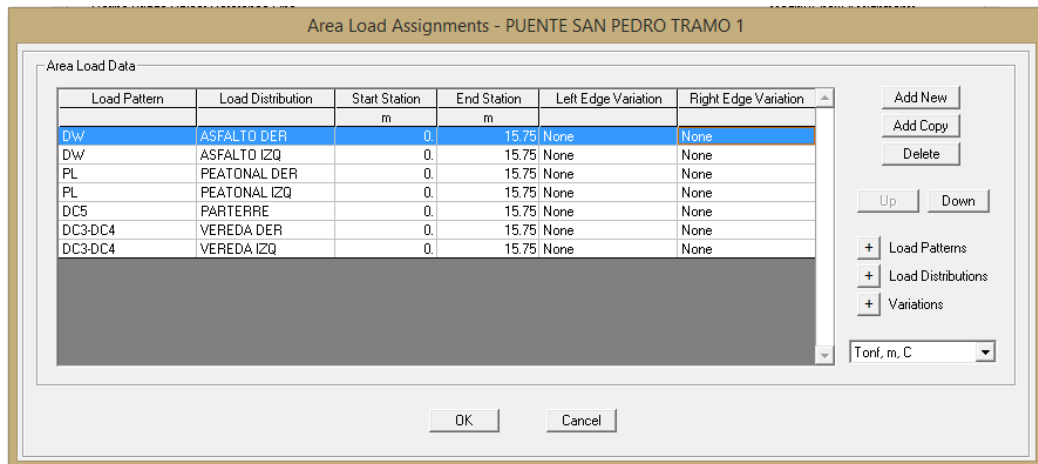 Area Load Assignments - PUENTE SAN PEDRO TRAMO 1
Area Load Data
Load Pattern Load Distribution Start Station End Station Left Edge Variation Right Edge Variation
m m
DW ASFALTO DER 0. 15.75 None None
DW ASFALTO IZQ 0. 15.75 None None
PL PEATONAL DER 0. 15.75 None None
PL PEATONAL IZQ 0. 15.75 None None
DC5 PARTERRE 0. 15.75 None None
DC3-DC4 VEREDA DER 0. 15.75 None None
DC3-DC4 VEREDA IZQ 0. 15.75 None None
Add New
Add Copy
Delete
Up Down
+ Load Patterns
+ Load Distributions
+ Variations
Tonf, m, C
OK Cancel